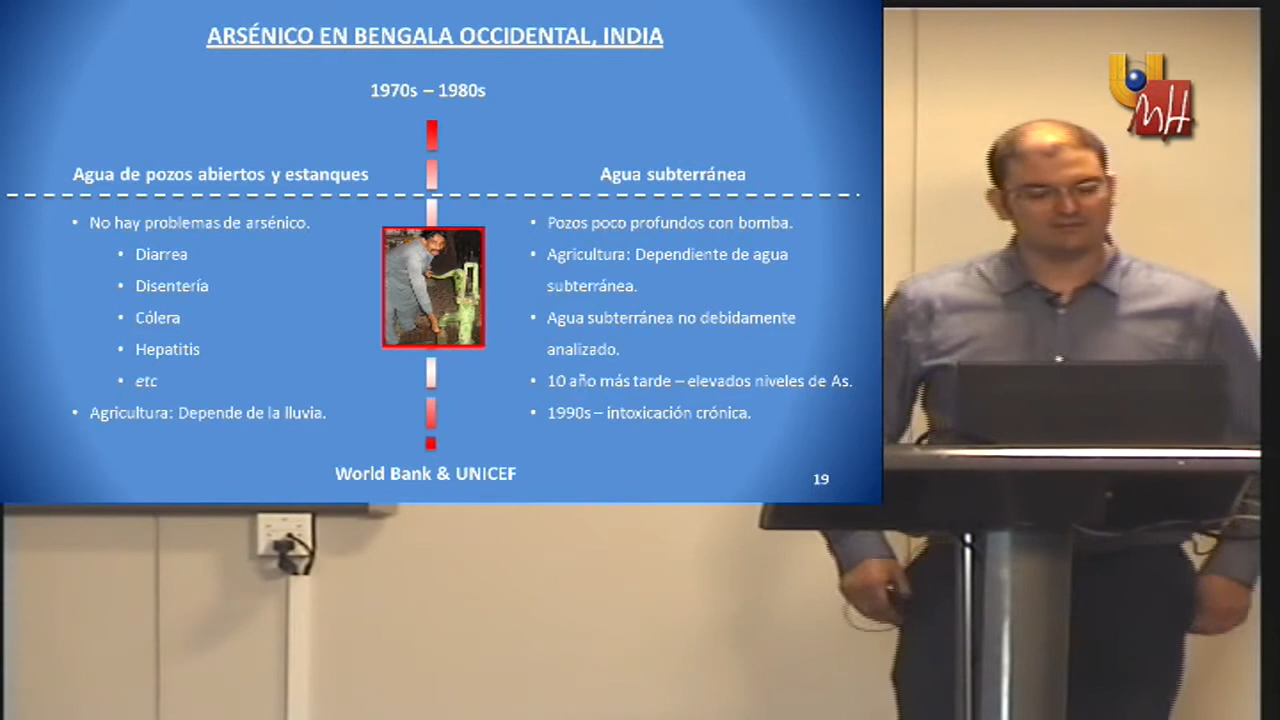 ARSÉNICO EN BENGALA OCCIDENTAL, INDIA
1970s – 1980s
Agua de pozos abiertos y estanques
• No hay problemas de arsénico.
• Diarrea
• Disentería
• Cólera
• Hepatitis
• etc
• Agricultura: Depende de la lluvia.
Agua subterránea
• Pozos poco profundos con bomba.
• Agricultura: Dependiente de agua
subterránea.
• Agua subterránea no debidamente
analizado.
• 10 año más tarde – elevados niveles de As.
• 1990s – intoxicación crónica.
World Bank & UNICEF
19
UMH